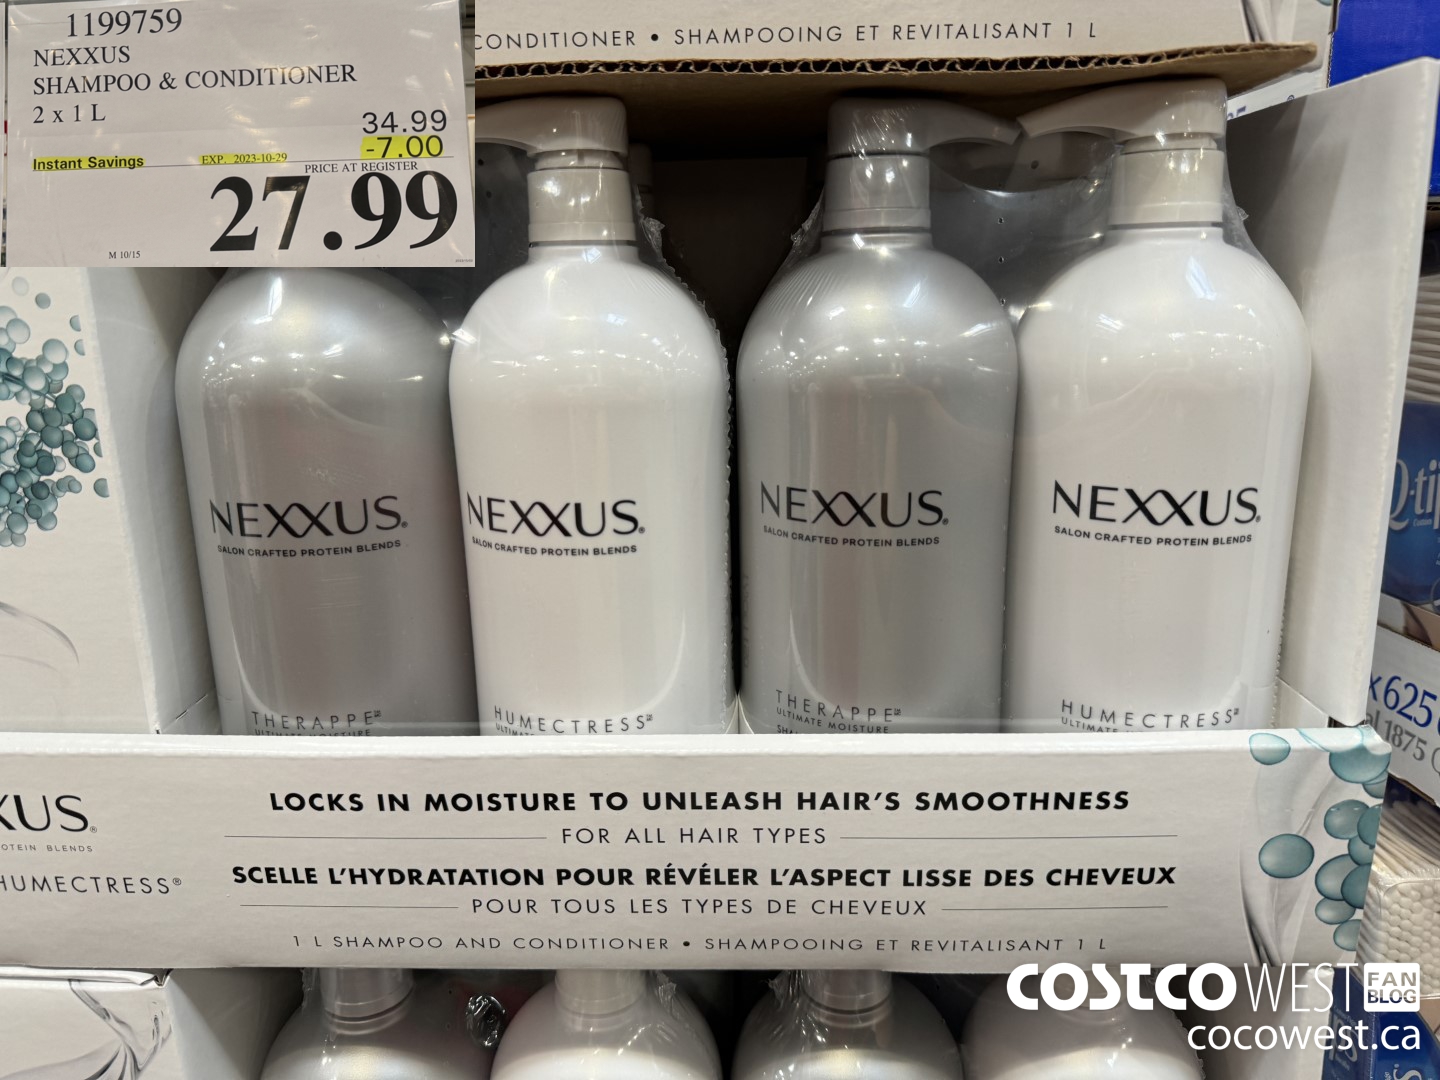 1199759
NEXXUS
SHAMPOO & CONDITIONER
2 x 1 L
34.99
Instant Savings EXP. 2023-10-29 -7.00
PRICE AT REGISTER
27.99
M 10/15
CONDITIONER • SHAMPOOING ET REVITALISANT 1 L
NEXXUS®
SALON CRAFTED PROTEIN BLENDS
THERAPPE
ULTIMATE MOISTURE
NEXXUS®
SALON CRAFTED PROTEIN BLENDS
HUMECTRESS
NEXXUS®
SALON CRAFTED PROTEIN BLENDS
THERAPPE
ULTIMATE MOISTURE
NEXXUS®
SALON CRAFTED PROTEIN BLENDS
HUMECTRESS
ULTIMATE
Q-tip
x625
1875
XUS®
OTEIN BLENDS
HUMECTRESS®
LOCKS IN MOISTURE TO UNLEASH HAIR'S SMOOTHNESS
FOR ALL HAIR TYPES
SCELLE L'HYDRATATION POUR RÉVÉLER L'ASPECT LISSE DES CHEVEUX
POUR TOUS LES TYPES DE CHEVEUX
1 L SHAMPOO AND CONDITIONER • SHAMPOOING ET REVITALISANT 1 L
COSTCO WEST FAN BLOG
cocowest.ca